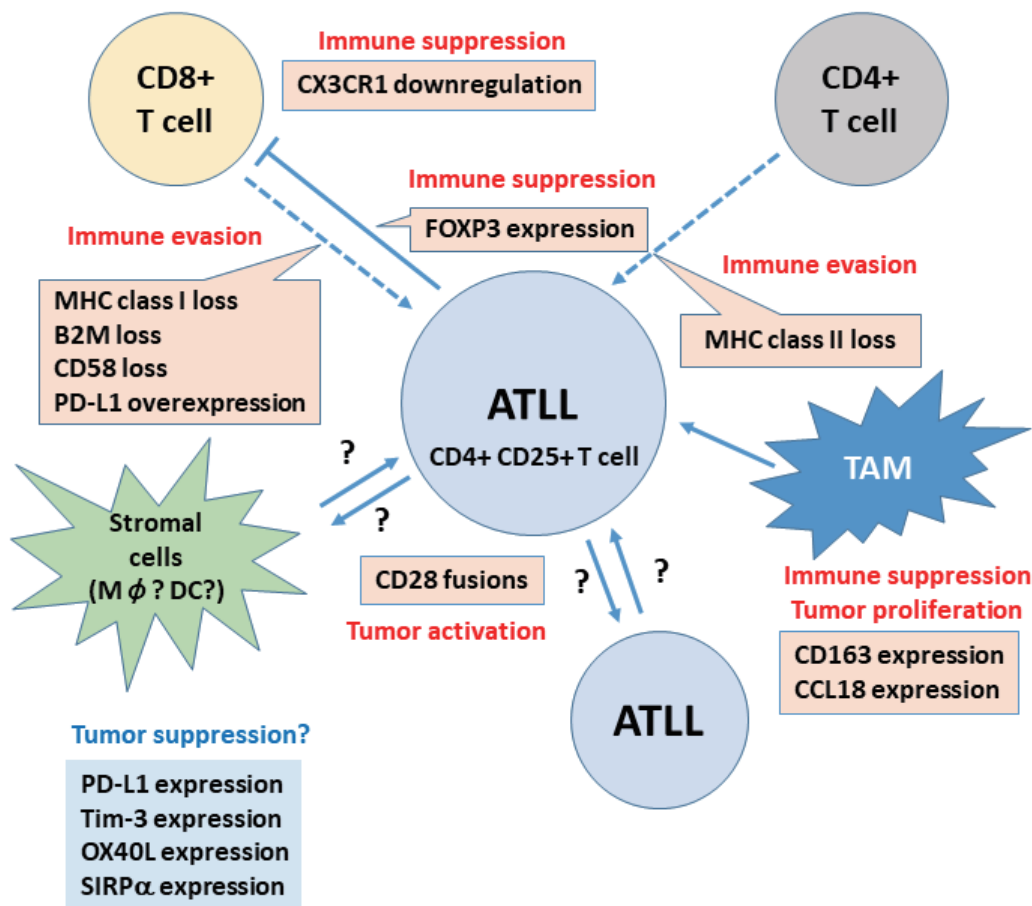 Immune suppression
CX3CR1 downregulation
CD8+
T cell
CD4+
T cell
Immune suppression
FOXP3 expression
Immune evasion
MHC class I loss
B2M loss
CD58 loss
PD-L1 overexpression
Immune evasion
MHC class II loss
ATLL
CD4+ CD25+ T cell
TAM
?
?
Stromal
cells
(M ϕ ? DC?)
CD28 fusions
Tumor activation
?
?
Immune suppression
Tumor proliferation
CD163 expression
CCL18 expression
ATLL
Tumor suppression?
PD-L1 expression
Tim-3 expression
OX40L expression
SIRPα expression